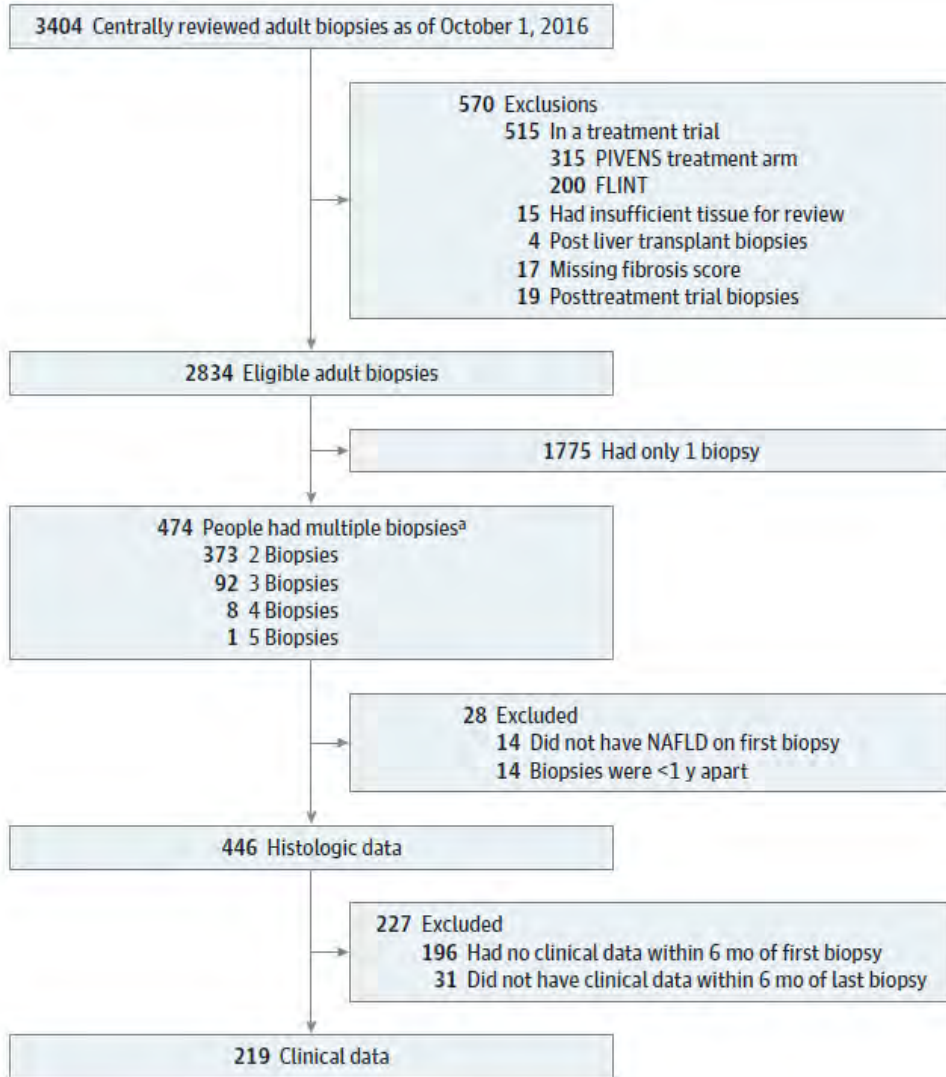 3404 Centrally reviewed adult biopsies as of October 1, 2016
570 Exclusions
515 In a treatment trial
315 PIVENS treatment arm
200 FLINT
15 Had insufficient tissue for review
4 Post liver transplant biopsies
17 Missing fibrosis score
19 Posttreatment trial biopsies
2834 Eligible adult biopsies
1775 Had only 1 biopsy
474 People had multiple biopsiesa
373 2 Biopsies
92 3 Biopsies
8 4 Biopsies
1 5 Biopsies
28 Excluded
14 Did not have NAFLD on first biopsy
14 Biopsies were <1 y apart
446 Histologic data
227 Excluded
196 Had no clinical data within 6 mo of first biopsy
31 Did not have clinical data within 6 mo of last biopsy
219 Clinical data